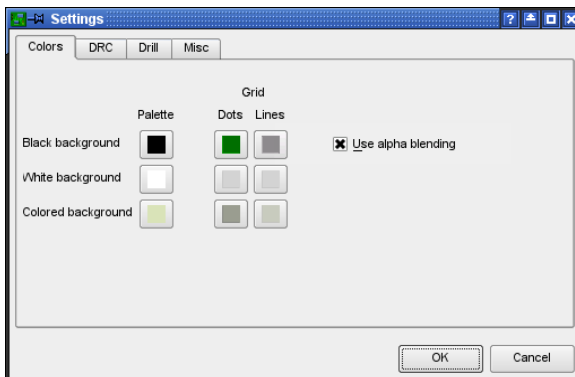 Settings
Colors DRC Drill Misc
Grid
Palette Dots Lines
Black background Use alpha blending
White background
Colored background
OK Cancel